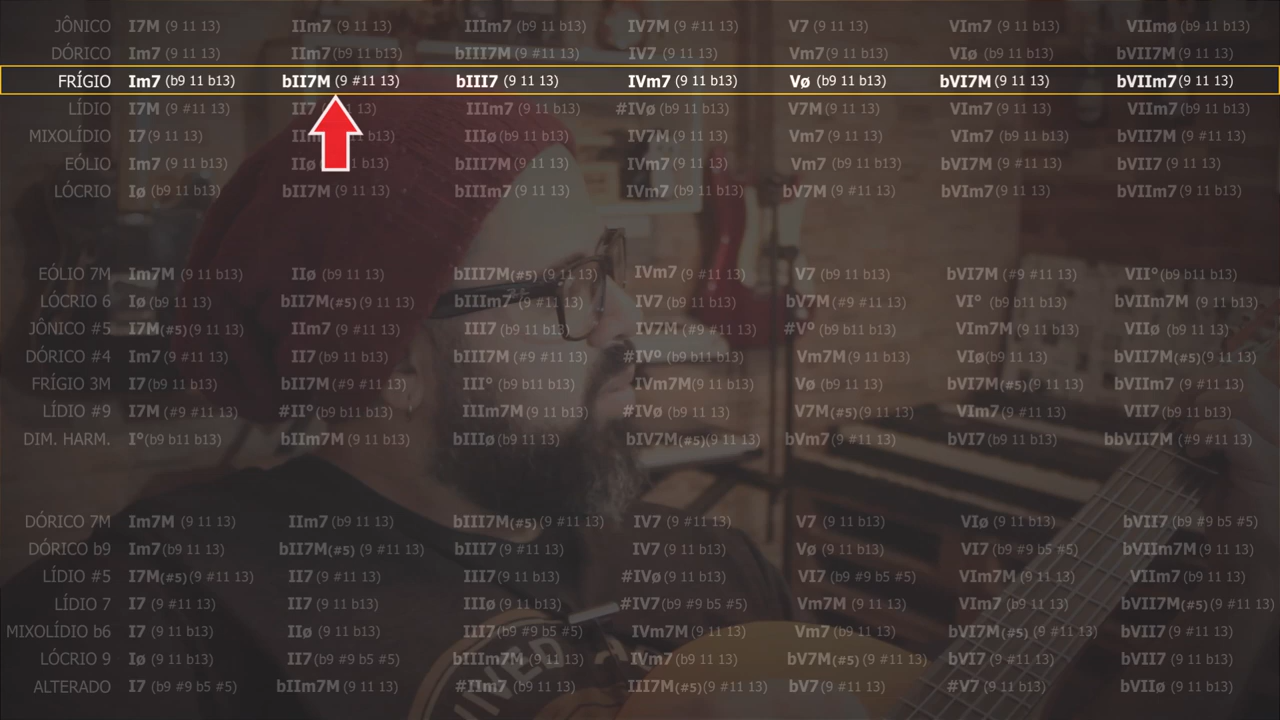 JÔNICO I7M (9 11 13) IIm7 (9 11 13) IIIm7 (b9 11 b13) IV7M (9 #11 13) V7 (9 11 13) VIm7 (9 11 b13) VIImø (b9 11 b13)
DÓRICO Im7 (9 11 13) IIm7 (b9 11 b13) bIII7M (9 #11 13) IV7 (9 11 13) Vm7 (9 11 b13) VIø (b9 11 b13) bVII7M (9 11 13)
FRÍGIO Im7 (b9 11 b13) bII7M (9 #11 13) bIII7 (9 11 13) IVm7 (9 11 b13) Vø (b9 11 b13) bVI7M (9 11 13) bVIIm7 (9 11 13)
LÍDIO I7M (9 #11 13) II7 11 13) IIIm7 (9 11 b13) #IVø (b9 11 b13) V7M (9 11 13) VIm7 (9 11 13) VIIm7 (b9 11 b13)
MIXOLÍDIO I7 (9 11 13) b13) IIIø (b9 11 b13) IV7M (9 11 13) Vm7 (9 11 13) VIm7 (b9 11 b13) bVII7M (9 #11 13)
EÓLIO Im7 (9 11 b13) IIø 11 b13) bIII7M (9 11 13) IVm7 (9 11 13) Vm7 (b9 11 b13) bVI7M (9 #11 13) bVII7 (9 11 13)
LÓCRIO Iø (b9 11 b13) bII7M (9 11 13) bIIIm7 (9 11 13) IVm7 (b9 11 b13) bV7M (9 #11 13) bVIm7 (9 11 13) bVIIm7 (9 11 b13)
EÓLIO 7M Im7M (9 11 b13) IIø (b9 11 13) bIII7M(#5) (9 11 13) IVm7 (9 #11 13) V7 (b9 11 b13) bVI7M (#9 #11 13) VII° (b9 b11 b13)
LÓCRIO 6 Iø (b9 11 13) bII7M(#5) (9 11 13) bIIIm7 (9 #11 13) IV7 (b9 11 b13) bV7M (#9 #11 13) VI° (b9 b11 b13) bVIIm7M (9 11 b13)
JÔNICO #5 I7M(#5) (9 11 13) IIm7 (9 #11 13) III7 (b9 11 b13) IV7M (#9 #11 13) #Vº (b9 b11 b13) VIm7M (9 11 b13) VIIø (b9 11 13)
DÓRICO #4 Im7 (9 #11 13) II7 (b9 11 b13) bIII7M (#9 #11 13) #IVº (b9 b11 b13) Vm7M (9 11 b13) VIø (b9 11 13) bVII7M(#5) (9 11 13)
FRÍGIO 3M I7 (b9 11 b13) bII7M (#9 #11 13) III° (b9 b11 b13) IVm7M (9 11 b13) Vø (b9 11 13) bVI7M(#5) (9 11 13) bVIIm7 (9 #11 13)
LÍDIO #9 I7M (#9 #11 13) #II° (b9 b11 b13) IIIm7M (9 11 b13) #IVø (b9 11 13) V7M(#5) (9 11 13) VIm7 (9 #11 13) VII7 (b9 11 b13)
DIM. HARM. I° (b9 b11 b13) bIIm7M (9 11 b13) bIIIø (b9 11 13) bIV7M(#5) (9 11 13) bVm7 (9 #11 13) bVI7 (b9 11 b13) bbVII7M (#9 #11 13)
DÓRICO 7M Im7M (9 11 13) IIm7 (b9 11 13) bIII7M(#5) (9 #11 13) IV7 (9 #11 13) V7 (9 11 b13) VIø (9 11 b13) bVII7 (b9 #9 b5 #5)
DÓRICO b9 Im7 (b9 11 13) bII7M(#5) (9 #11 13) bIII7 (9 #11 13) IV7 (9 11 b13) Vø (9 11 b13) VI7 (b9 #9 b5 #5) bVIIm7M (9 11 13)
LÍDIO #5 I7M(#5) (9 #11 13) II7 (9 #11 13) III7 (9 11 b13) #IVø (9 11 b13) VI7 (b9 #9 b5 #5) VIm7M (9 11 13) VIIm7 (b9 11 13)
LÍDIO 7 I7 (9 #11 13) II7 (9 11 b13) IIIø (9 11 b13) #IV7 (b9 #9 b5 #5) Vm7M (9 11 13) VIm7 (b9 11 13) bVII7M(#5) (9 #11 13)
MIXOLÍDIO b6 I7 (9 11 b13) IIø (9 11 b13) III7 (b9 #9 b5 #5) IVm7M (9 11 13) Vm7 (b9 11 13) bVI7M(#5) (9 #11 13) bVII7 (9 #11 13)
LÓCRIO 9 Iø (9 11 b13) II7 (b9 #9 b5 #5) bIIIm7M (9 11 13) IVm7 (b9 11 13) bV7M(#5) (9 #11 13) bVI7 (9 #11 13) bVII7 (9 11 b13)
ALTERADO I7 (b9 #9 b5 #5) bIIm7M (9 11 13) #IIm7 (b9 11 13) III7M(#5) (9 #11 13) bV7 (9 #11 13) #V7 (9 11 b13) bVIIø (9 11 b13)